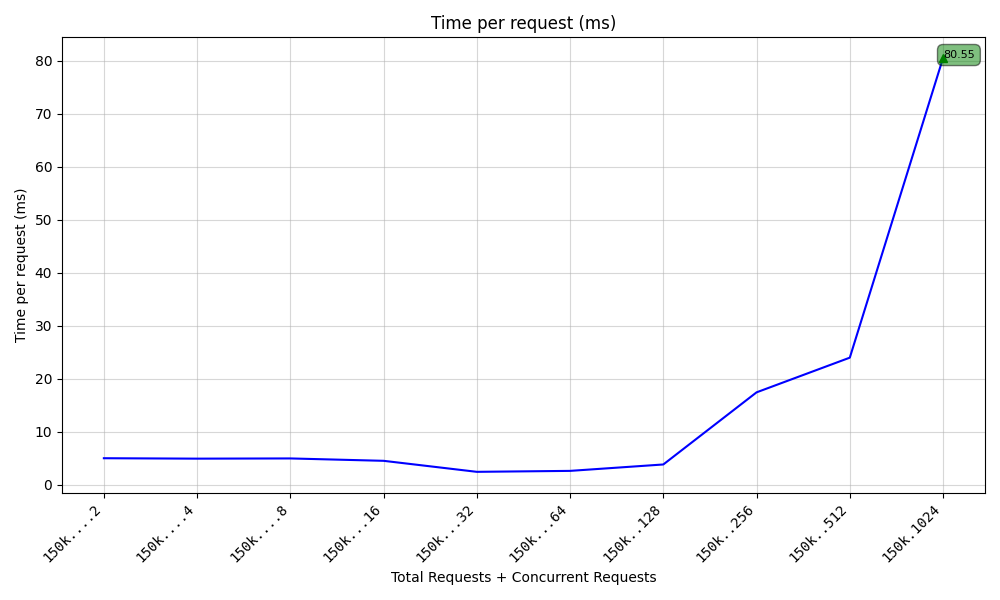 Time per request (ms)
80.55
80
70
60
50
40
30
20
10
0
Time per request (ms)
150k....2
150k....4
150k....8
150k...16
150k...32
150k...64
150k..128
150k..256
150k..512
150k.1024
Total Requests + Concurrent Requests